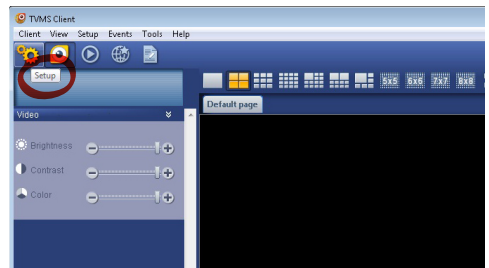 TVMS Client
Client View Setup Events Tools Help
Setup
5x5 6x6 7x7 8x8
Default page
Video
Brightness
Contrast
Color